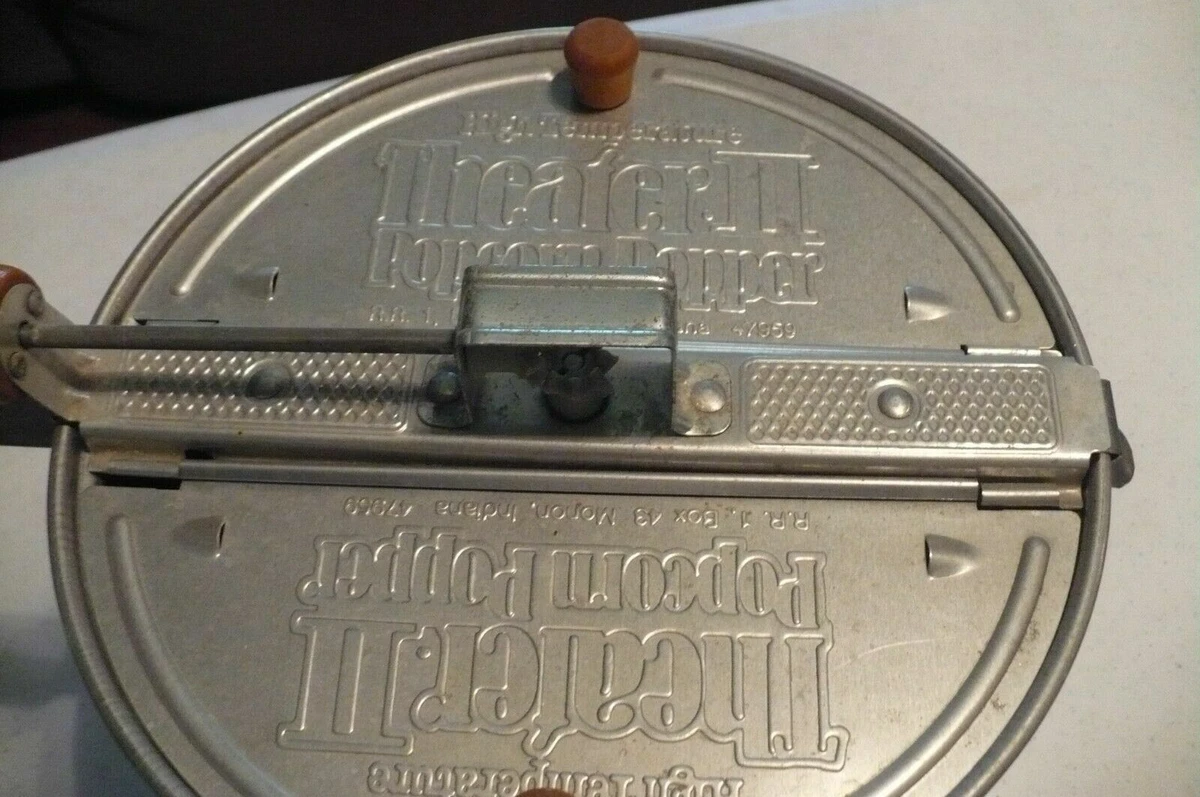 High Temperature
Theater II
Popcorn Popper
R.R. 1, 47959
R.R. 1, Box 49 Monon, Indiana 47959
Popcorn Popper
Theater II
High Temperature